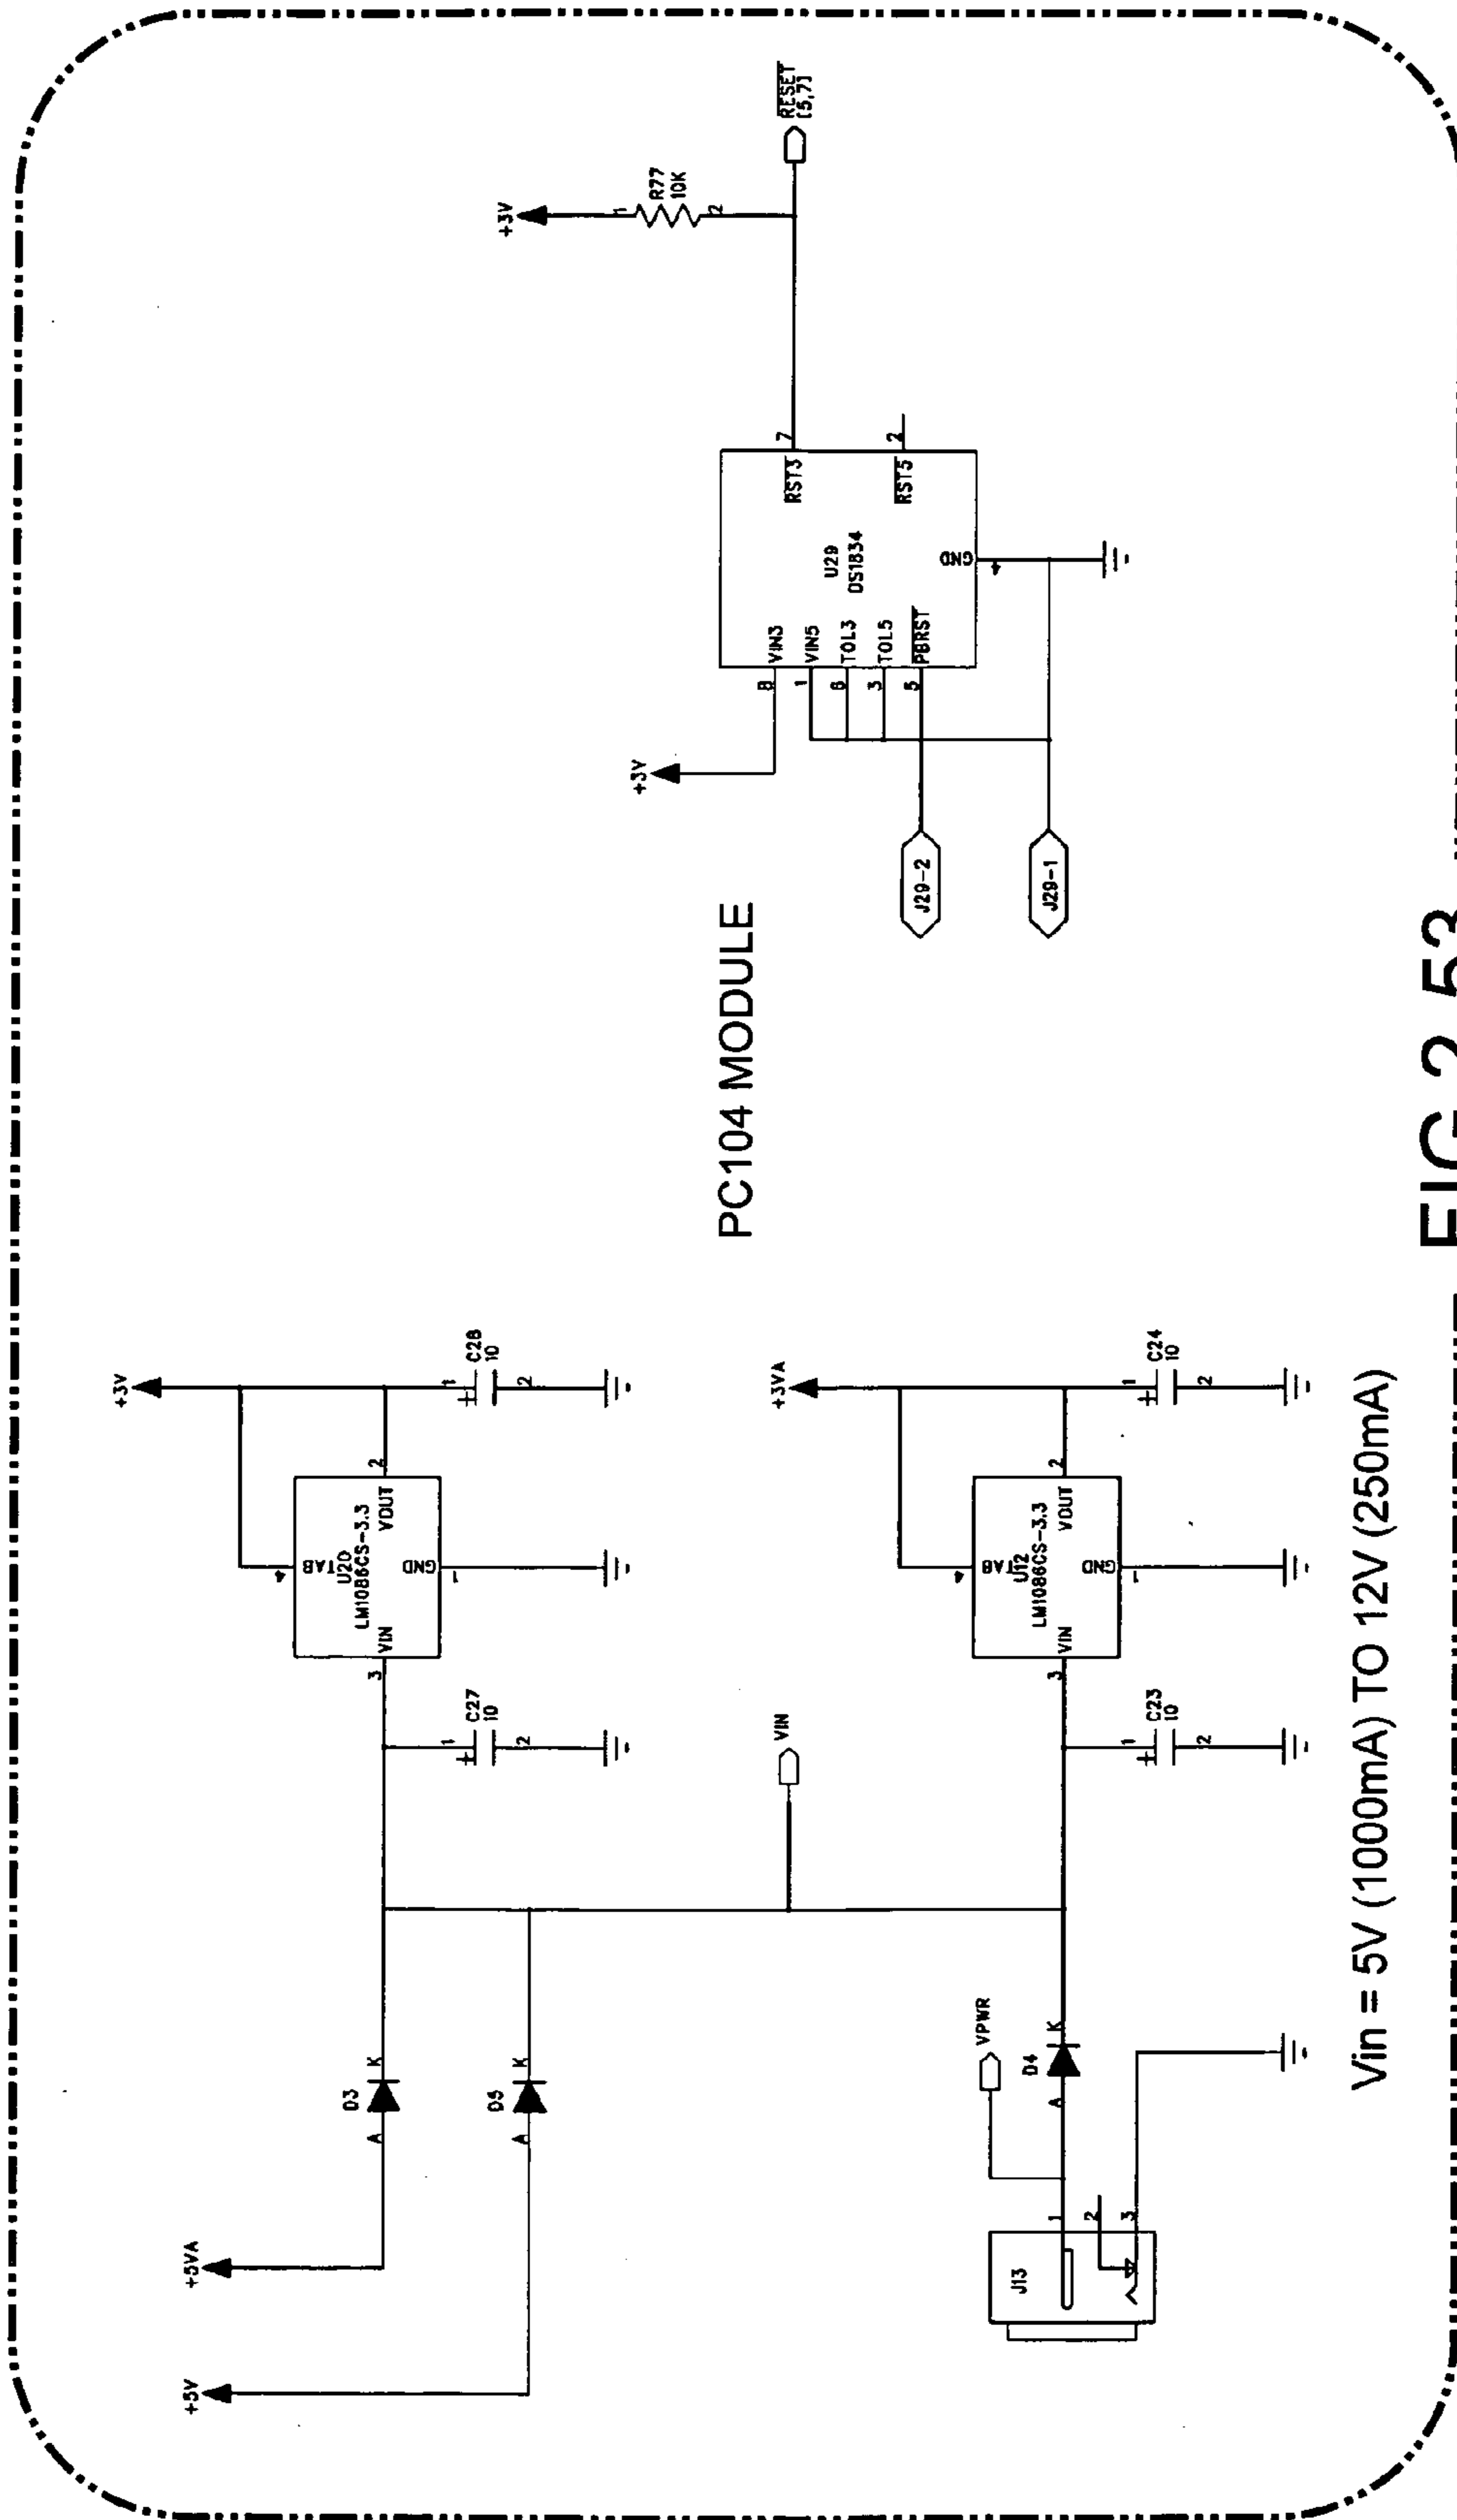 +5V
+5VA
D3
A
K
D5
A
K
+3V
3
VIN
U20
LM1086CS-3.3
VOUT
2
4
TAB
GND
1
C27
10
1
2
±
C28
10
1
2
±
VIN
VPWR
J13
1
2
3
D4
A
K
+3VA
3
VIN
U12
LM1086CS-3.3
VOUT
2
4
TAB
GND
1
C23
10
1
2
±
C24
10
1
2
±
Vin = 5V (1000mA) TO 12V (250mA)
PC104 MODULE
+3V
8
VIN3
1
VIN5
6
TOL3
3
TOL5
5
PBRST
U29
DS1834
GND
4
7
RST3
2
RST5
J29-2
J29-1
+3V
1
R77
10K
2
RESET
[5,7]
FIG 2.53